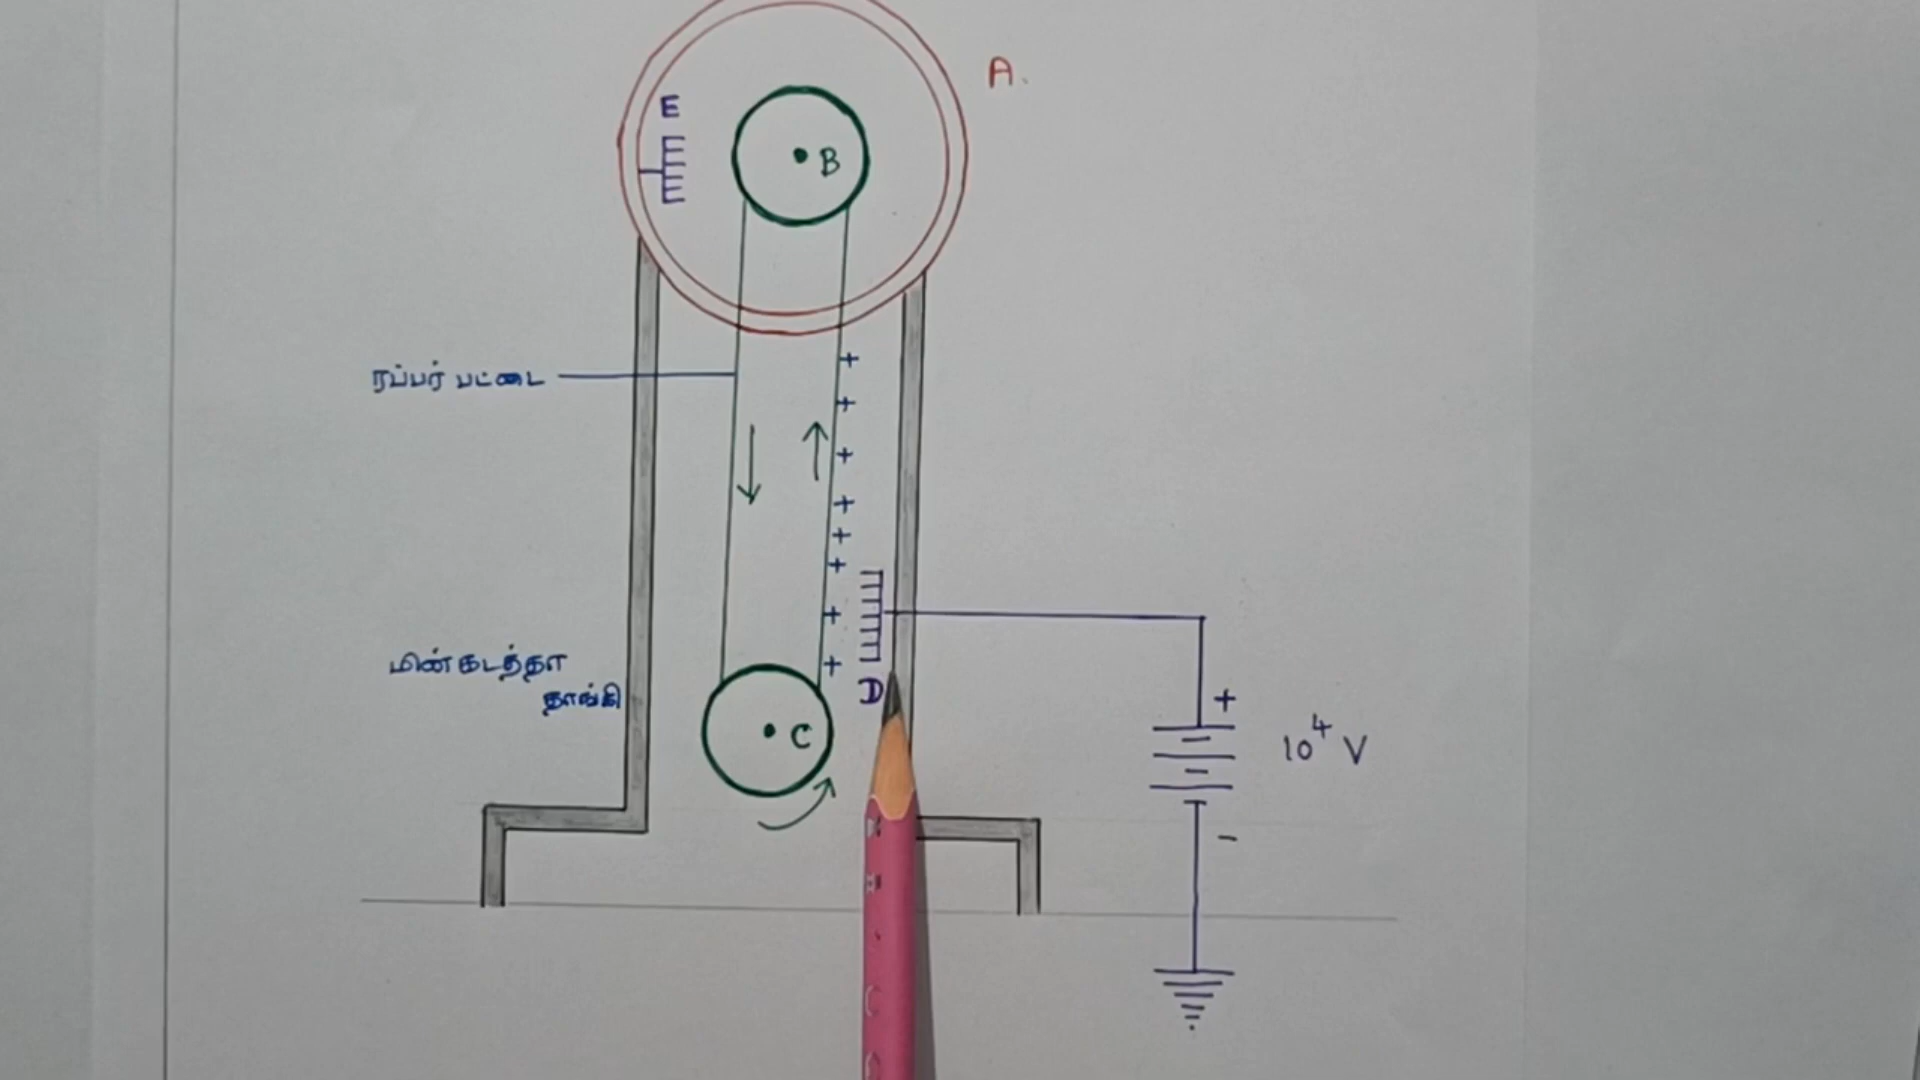 A.
E
B
+
+
ரப்பர் பட்டை
+
+
+
+
+
+
மின்கடத்தா
தாங்கி
D
C
+
10⁴ V
-